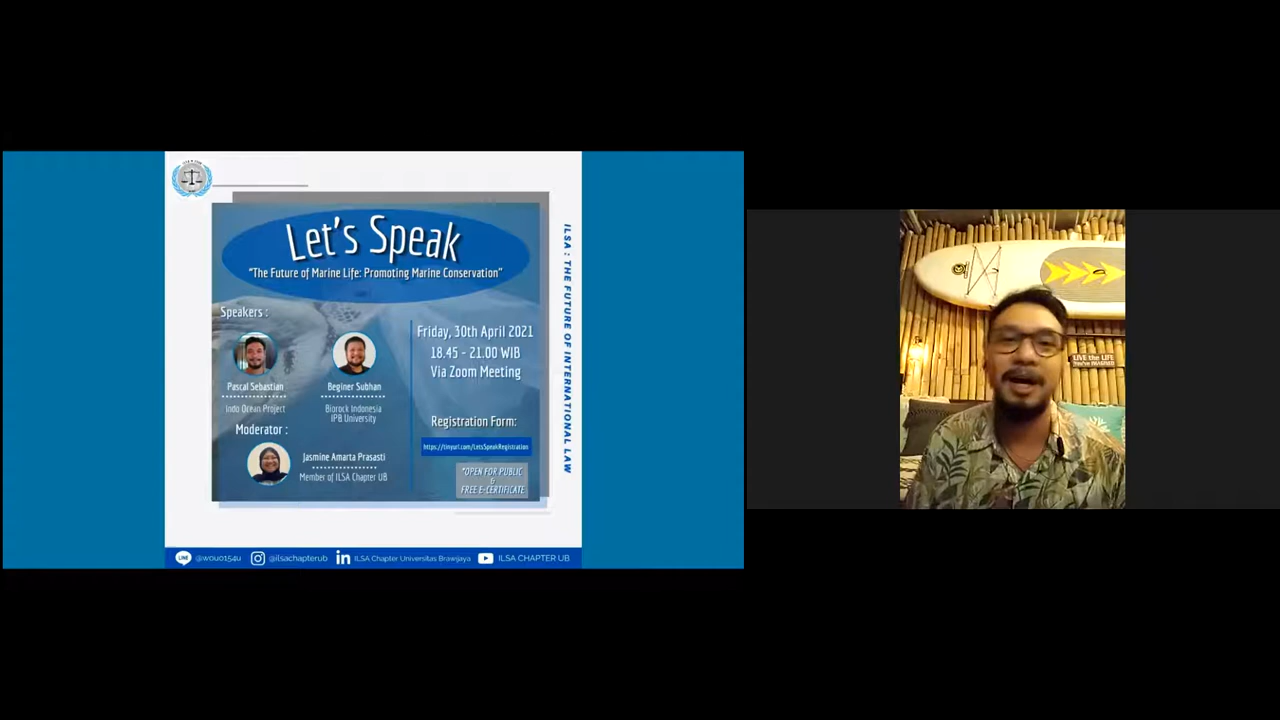 Let's Speak
"The Future of Marine Life: Promoting Marine Conservation"
Speakers :
Pascal Sebastian
Indo Ocean Project
Beginer Subhan
Biorock Indonesia
IPB University
Moderator :
Jasmine Amarta Prasasti
Member of ILSA Chapter UB
Friday, 30th April 2021
18.45 - 21.00 WIB
Via Zoom Meeting
Registration Form:
https://tinyurl.com/LetsSpeakRegistration
*OPEN FOR PUBLIC
&
FREE E-CERTIFICATE
ILSA : THE FUTURE OF INTERNATIONAL LAW
LINE
@wou0154u
@ilsachapterub
in
ILSA Chapter Universitas Brawijaya
ILSA CHAPTER UB
LIVE the LIFE